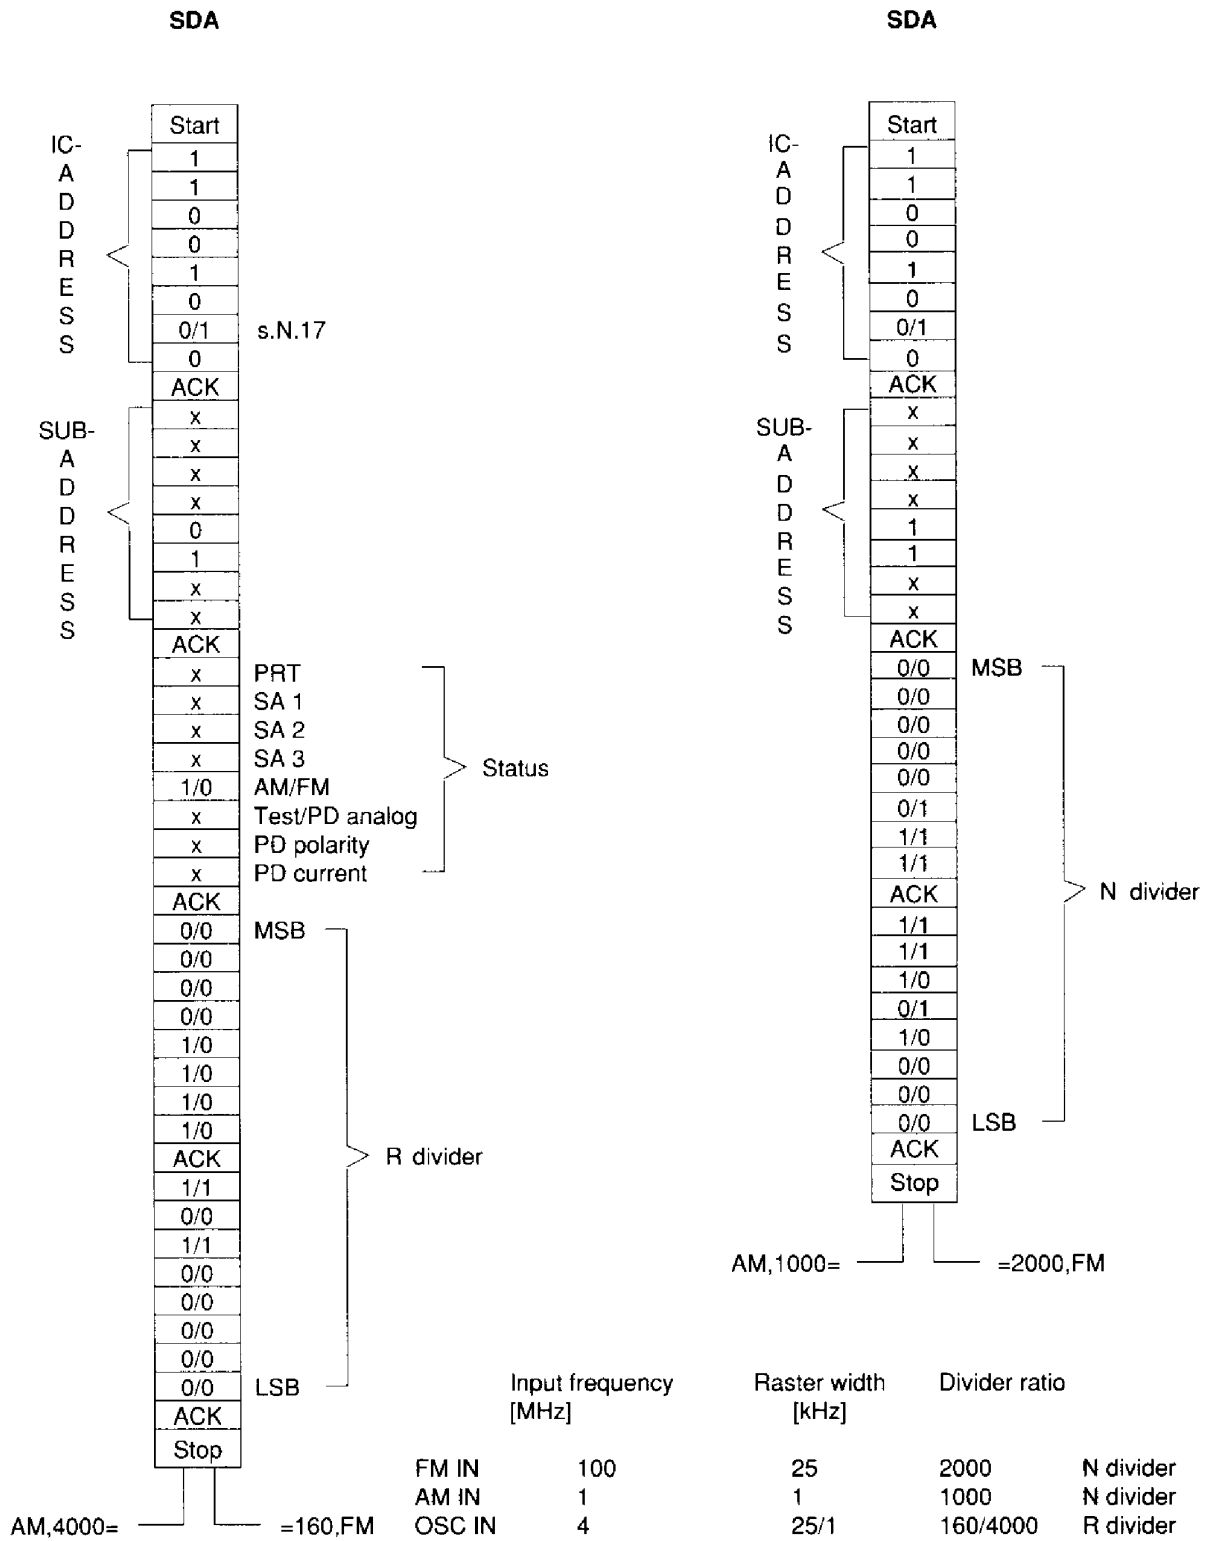 SDA
Start
IC-
A
D
D
R
E
S
S
1
1
0
0
1
0
0/1 s.N.17
0
ACK
SUB-
A
D
D
R
E
S
S
x
x
x
x
0
1
x
x
ACK
x PRT
x SA 1
x SA 2
x SA 3
1/0 AM/FM
x Test/PD analog
x PD polarity
x PD current
Status
ACK
0/0 MSB
0/0
0/0
0/0
1/0
1/0
1/0
1/0
ACK
R divider
1/1
0/0
1/1
0/0
0/0
0/0
0/0
0/0 LSB
ACK
Stop
AM,4000= =160,FM
SDA
Start
IC-
A
D
D
R
E
S
S
1
1
0
0
1
0
0/1
0
ACK
SUB-
A
D
D
R
E
S
S
x
x
x
x
1
1
x
x
ACK
0/0 MSB
0/0
0/0
0/0
0/0
0/1
1/1
1/1
ACK
N divider
1/1
1/1
1/0
0/1
1/0
0/0
0/0
0/0 LSB
ACK
Stop
AM,1000= =2000,FM
Input frequency Raster width Divider ratio
[MHz] [kHz]
FM IN 100 25 2000 N divider
AM IN 1 1 1000 N divider
OSC IN 4 25/1 160/4000 R divider